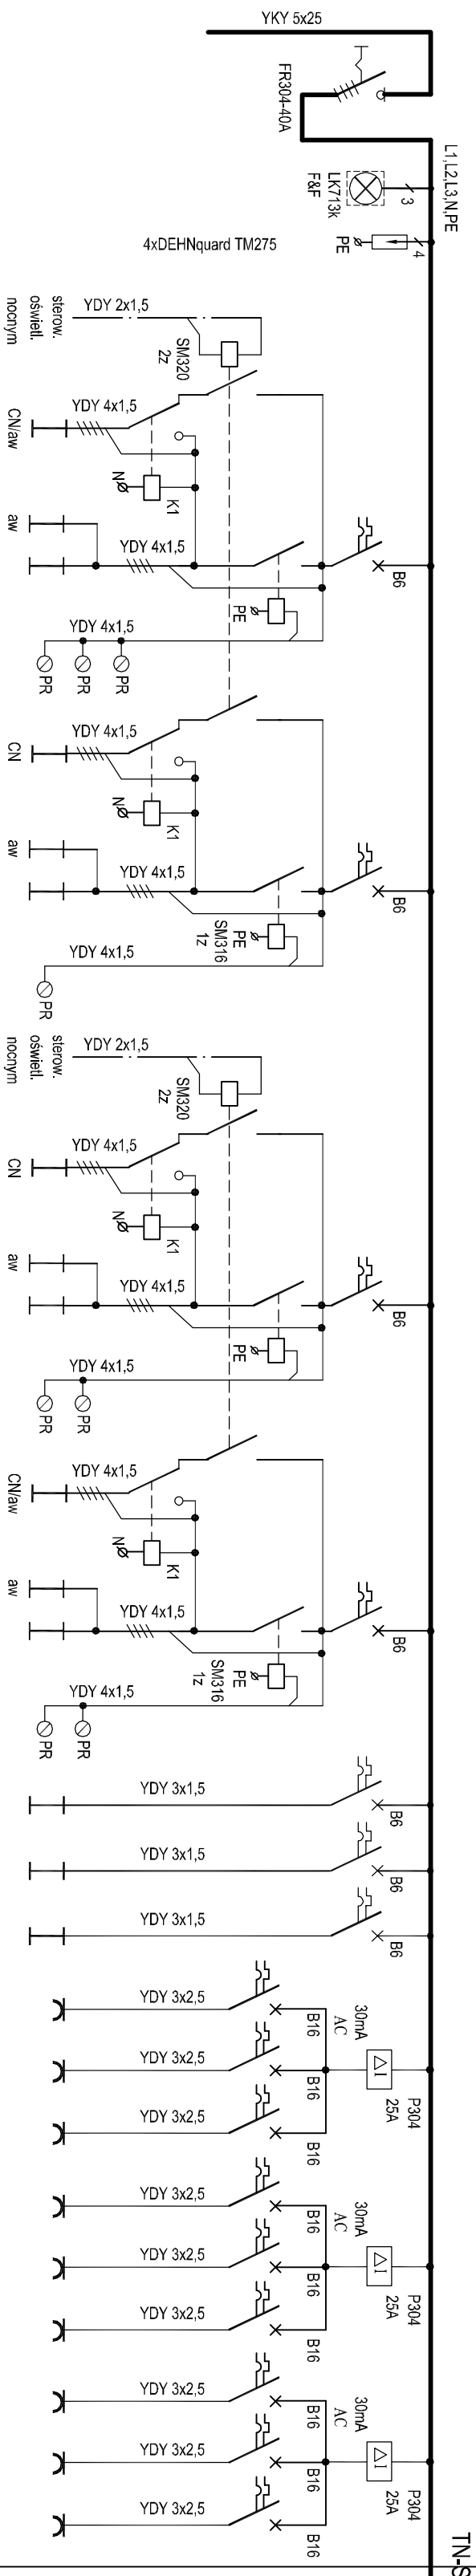 YKY 5x25
FR304-40A
L1,L2,L3,N,PE
LK713k
F&F
3
PE
4
4xDEHNquard TM275
sterow.
oświetl.
nocnym
YDY 2x1,5
SM320
2z
CN/aw
YDY 4x1,5
N
K1
aw
YDY 4x1,5
B6
PE
YDY 4x1,5
PR
PR
PR
CN
YDY 4x1,5
N
K1
aw
YDY 4x1,5
B6
SM316
1z
PE
YDY 4x1,5
PR
sterow.
oświetl.
nocnym
YDY 2x1,5
SM320
2z
CN
YDY 4x1,5
N
K1
aw
YDY 4x1,5
B6
PE
YDY 4x1,5
PR
PR
CN/aw
YDY 4x1,5
N
K1
aw
YDY 4x1,5
B6
SM316
1z
PE
YDY 4x1,5
PR
PR
YDY 3x1,5
B6
YDY 3x1,5
B6
YDY 3x1,5
B6
P304
25A
ΔI
30mA
AC
B16
B16
B16
YDY 3x2,5
YDY 3x2,5
YDY 3x2,5
P304
25A
ΔI
30mA
AC
B16
B16
B16
YDY 3x2,5
YDY 3x2,5
YDY 3x2,5
P304
25A
ΔI
30mA
AC
B16
B16
B16
YDY 3x2,5
YDY 3x2,5
YDY 3x2,5
TN-S